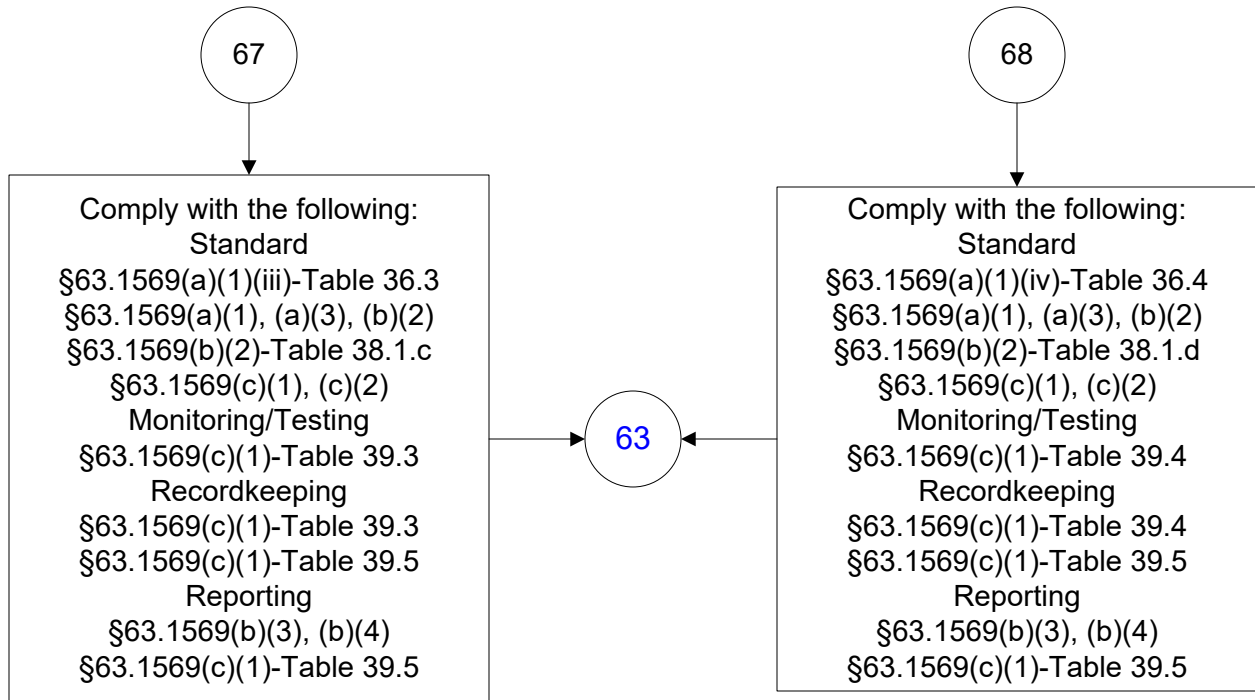 67
Comply with the following:
Standard
§63.1569(a)(1)(iii)-Table 36.3
§63.1569(a)(1), (a)(3), (b)(2)
§63.1569(b)(2)-Table 38.1.c
§63.1569(c)(1), (c)(2)
Monitoring/Testing
§63.1569(c)(1)-Table 39.3
Recordkeeping
§63.1569(c)(1)-Table 39.3
§63.1569(c)(1)-Table 39.5
Reporting
§63.1569(b)(3), (b)(4)
§63.1569(c)(1)-Table 39.5
63
68
Comply with the following:
Standard
§63.1569(a)(1)(iv)-Table 36.4
§63.1569(a)(1), (a)(3), (b)(2)
§63.1569(b)(2)-Table 38.1.d
§63.1569(c)(1), (c)(2)
Monitoring/Testing
§63.1569(c)(1)-Table 39.4
Recordkeeping
§63.1569(c)(1)-Table 39.4
§63.1569(c)(1)-Table 39.5
Reporting
§63.1569(b)(3), (b)(4)
§63.1569(c)(1)-Table 39.5